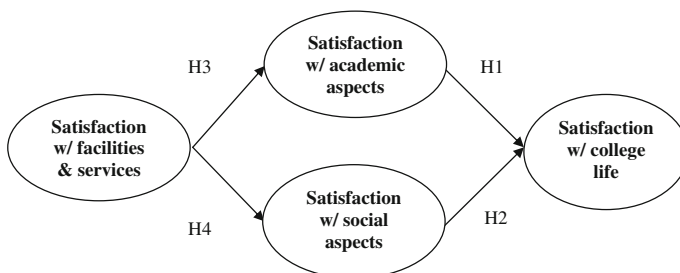 Satisfaction
w/ facilities
& services
H3
Satisfaction
w/ academic
aspects
H1
H4
Satisfaction
w/ social
aspects
H2
Satisfaction
w/ college
life